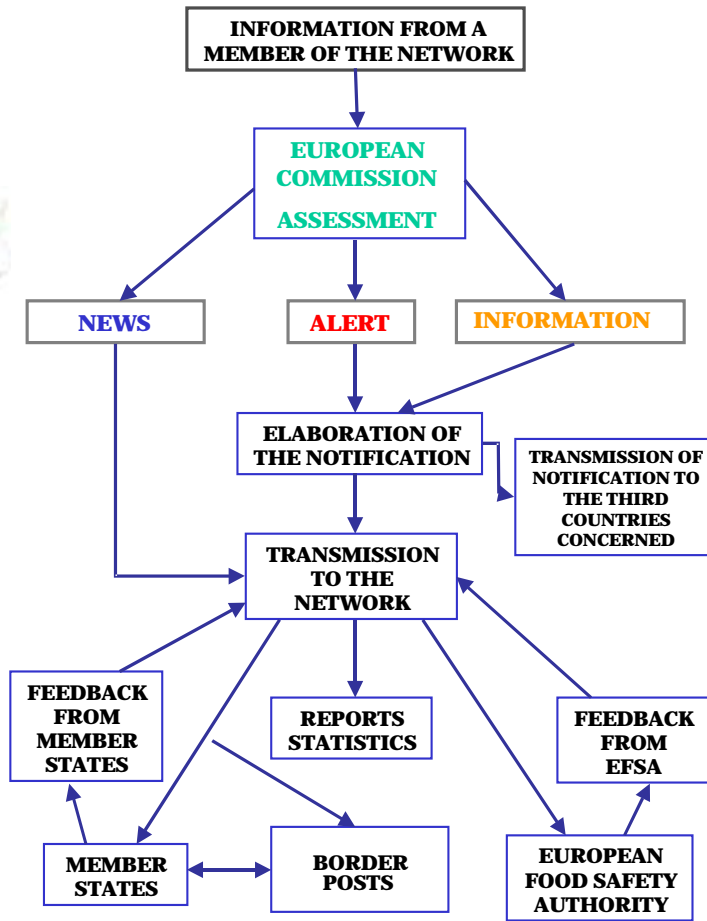 INFORMATION FROM A
MEMBER OF THE NETWORK
EUROPEAN
COMMISSION
ASSESSMENT
NEWS
ALERT
INFORMATION
ELABORATION OF
THE NOTIFICATION
TRANSMISSION OF
NOTIFICATION TO
THE THIRD
COUNTRIES
CONCERNED
TRANSMISSION
TO THE
NETWORK
FEEDBACK
FROM
MEMBER
STATES
REPORTS
STATISTICS
FEEDBACK
FROM
EFSA
MEMBER
STATES
BORDER
POSTS
EUROPEAN
FOOD SAFETY
AUTHORITY